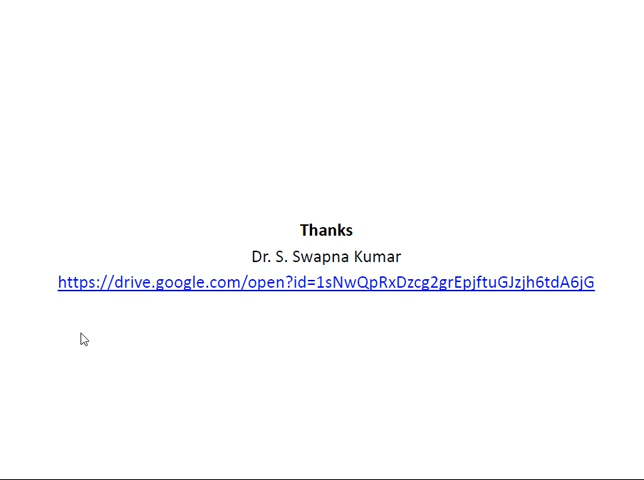 Thanks
Dr. S. Swapna Kumar
https://drive.google.com/open?id=1sNwQpRxDzcg2grEpjftuGJzjh6tdA6jG